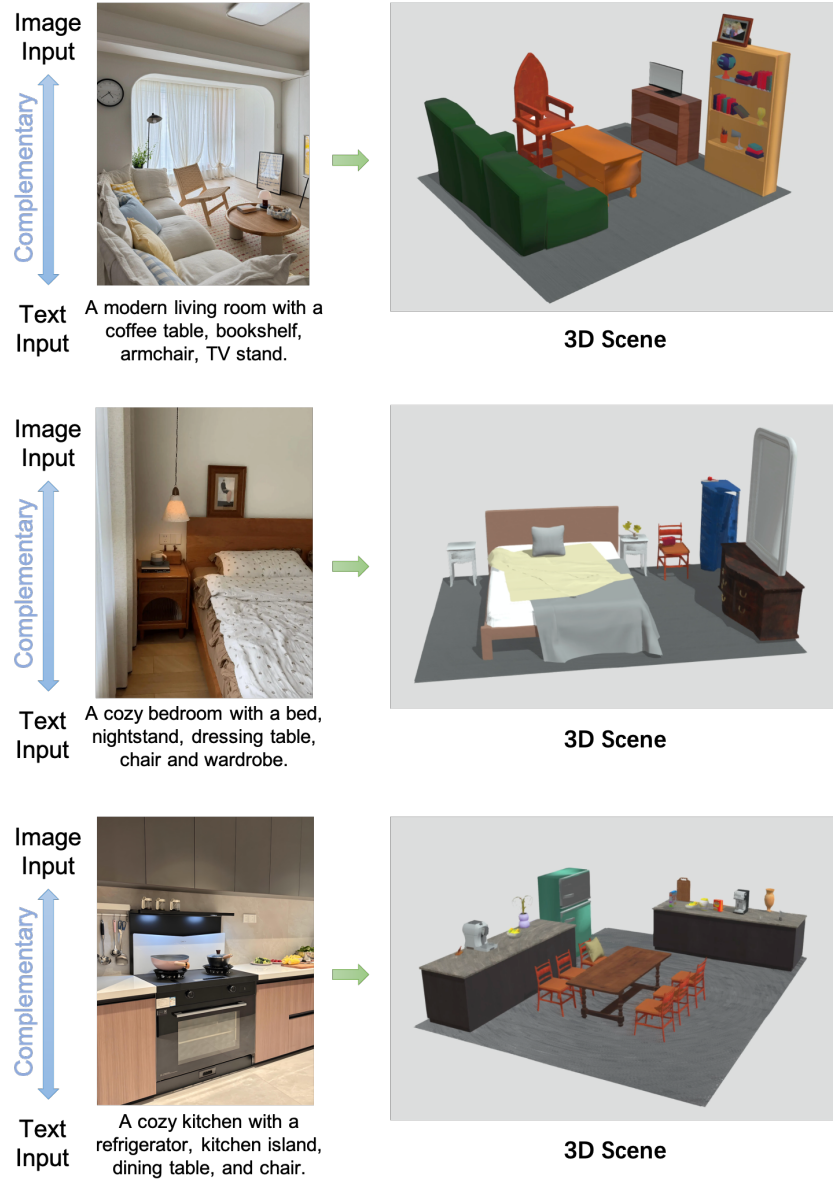 Image
Input
Complementary
Text
Input
A modern living room with a
coffee table, bookshelf,
armchair, TV stand.
3D Scene
Image
Input
Complementary
Text
Input
A cozy bedroom with a bed,
nightstand, dressing table,
chair and wardrobe.
3D Scene
Image
Input
Complementary
Text
Input
A cozy kitchen with a
refrigerator, kitchen island,
dining table, and chair.
3D Scene